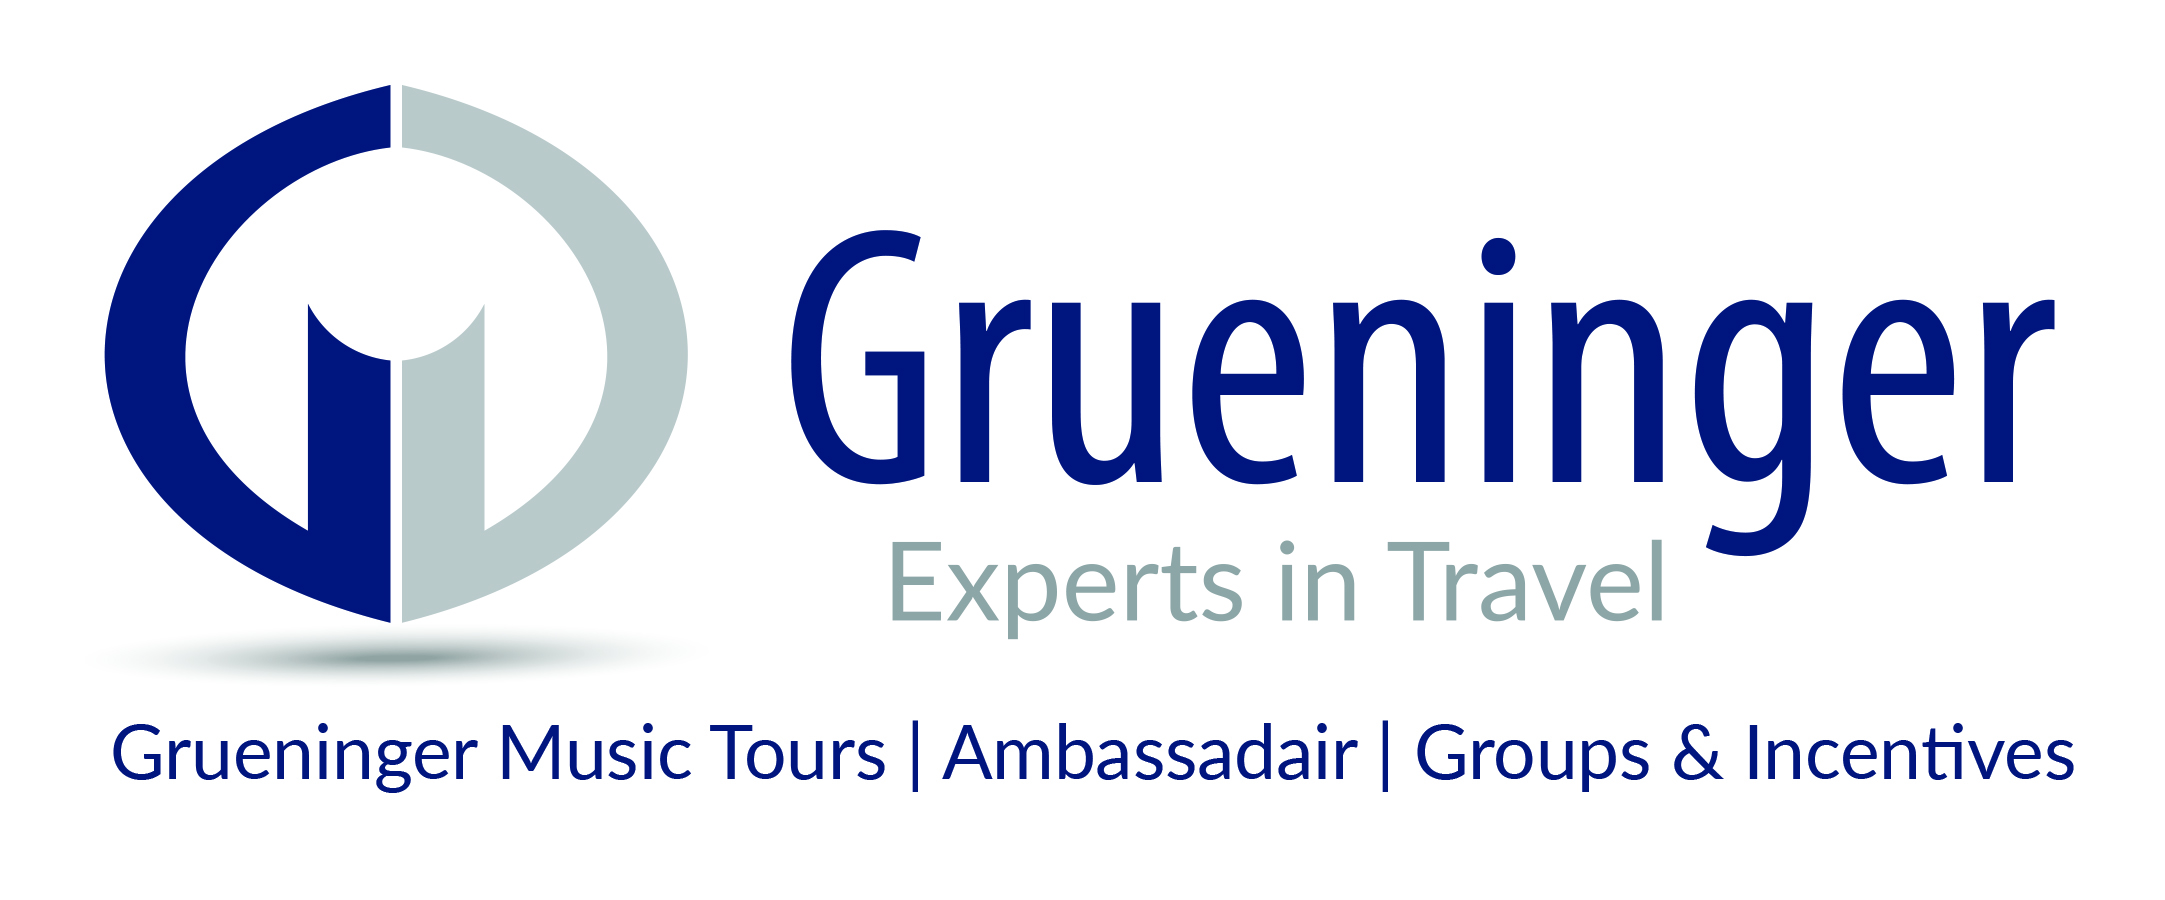 Grueninger
Experts in Travel
Grueninger Music Tours | Ambassadair | Groups & Incentives